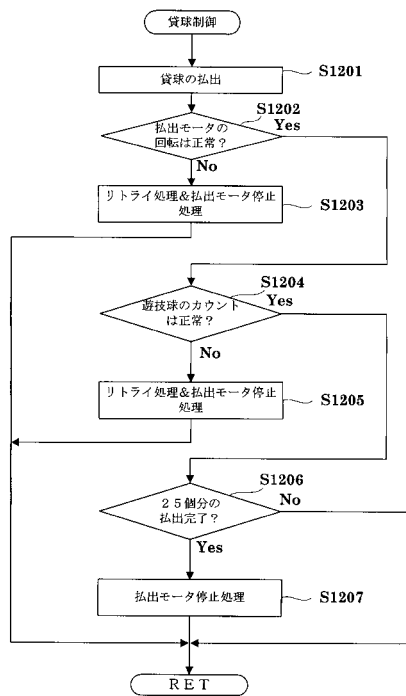 貸球制御
貸球の払出
S1201
S1202
払出モータの
回転は正常？
Yes
No
リトライ処理&払出モータ停止
処理
S1203
S1204
遊技球のカウント
は正常？
Yes
No
リトライ処理&払出モータ停止
処理
S1205
S1206
２５個分の
払出完了？
No
Yes
払出モータ停止処理
S1207
ＲＥＴ